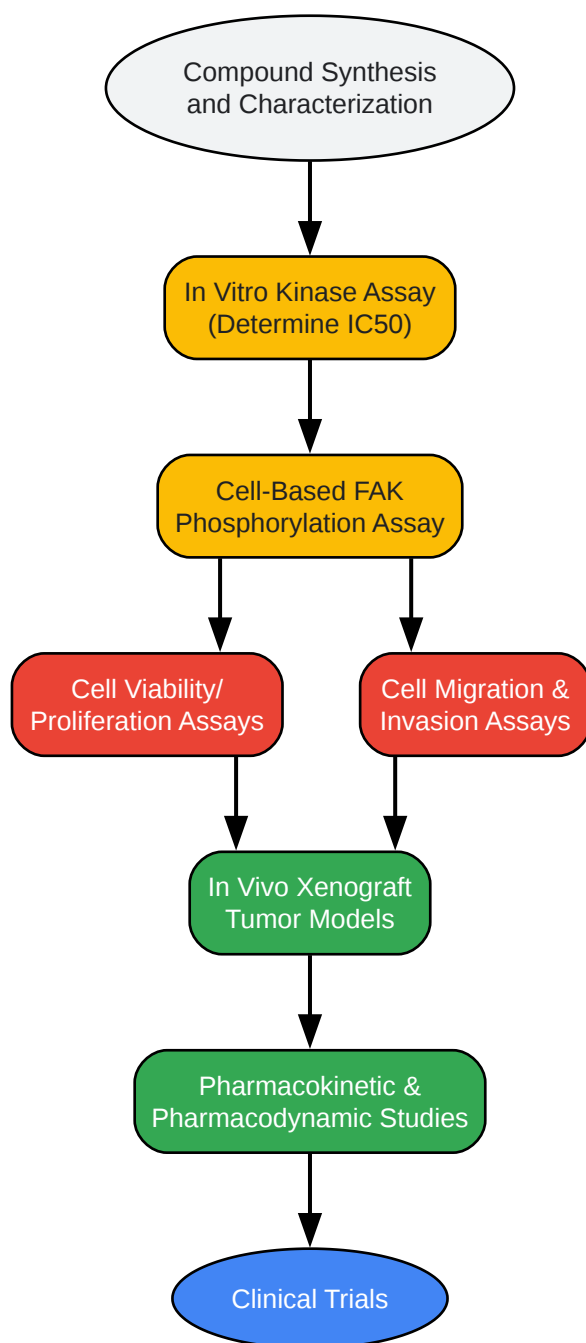 Compound Synthesis
and Characterization
In Vitro Kinase Assay
(Determine IC50)
Cell-Based FAK
Phosphorylation Assay
Cell Viability/
Proliferation Assays
Cell Migration &
Invasion Assays
In Vivo Xenograft
Tumor Models
Pharmacokinetic &
Pharmacodynamic Studies
Clinical Trials